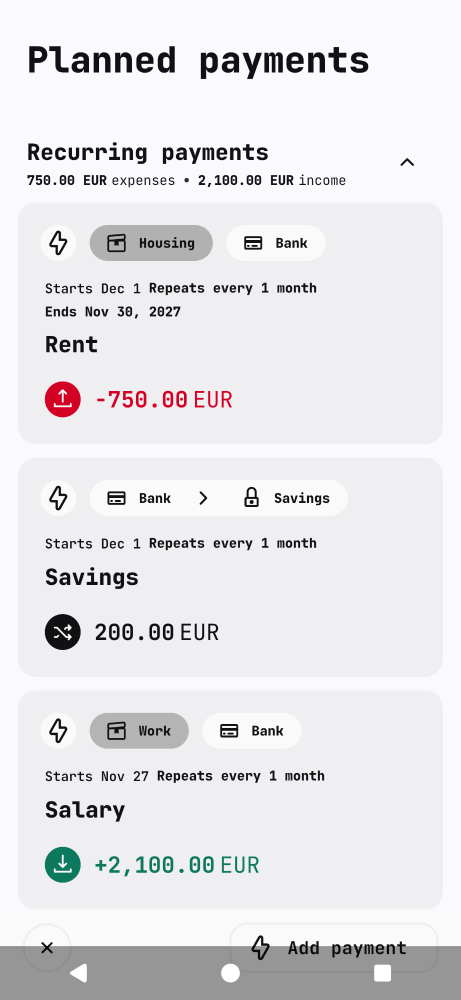 Planned payments
Recurring payments
750.00 EUR expenses • 2,100.00 EUR income
Housing Bank
Starts Dec 1 Repeats every 1 month
Ends Nov 30, 2027
Rent
-750.00 EUR
Bank Savings
Starts Dec 1 Repeats every 1 month
Savings
200.00 EUR
Work Bank
Starts Nov 27 Repeats every 1 month
Salary
+2,100.00 EUR
Add payment